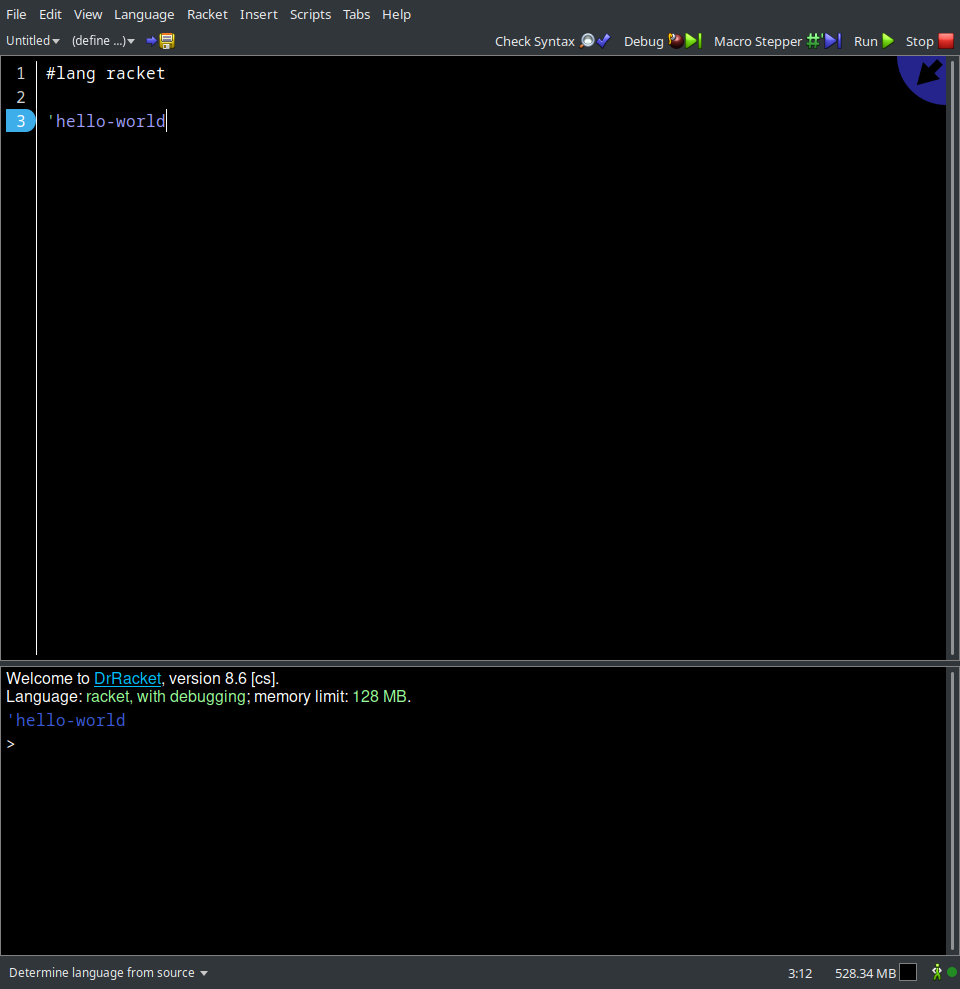 File Edit View Language Racket Insert Scripts Tabs Help
Untitled (define ...) Check Syntax Debug Macro Stepper #' Run Stop
1 #lang racket
2
3 'hello-world
Welcome to DrRacket, version 8.6 [cs].
Language: racket, with debugging; memory limit: 128 MB.
'hello-world
>
Determine language from source 3:12 528.34 MB